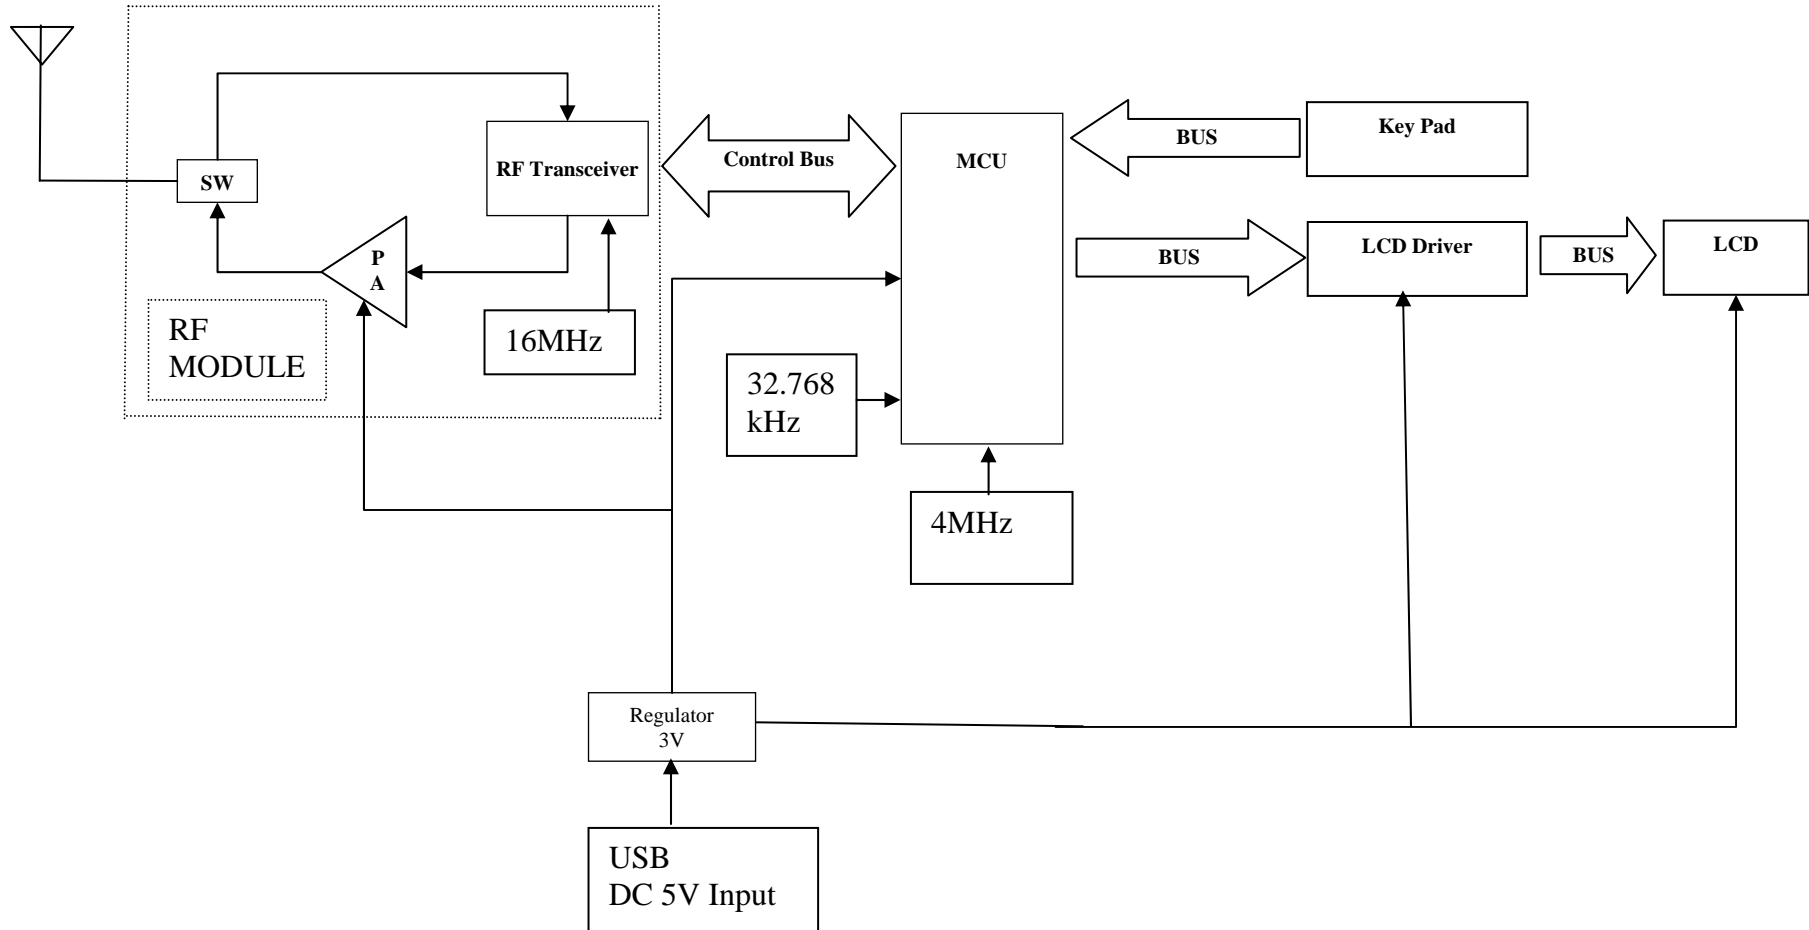 SW
RF Transceiver
P
A
RF
MODULE
16MHz
Control Bus
MCU
BUS
Key Pad
BUS
LCD Driver
BUS
LCD
32.768
kHz
4MHz
Regulator
3V
USB
DC 5V Input